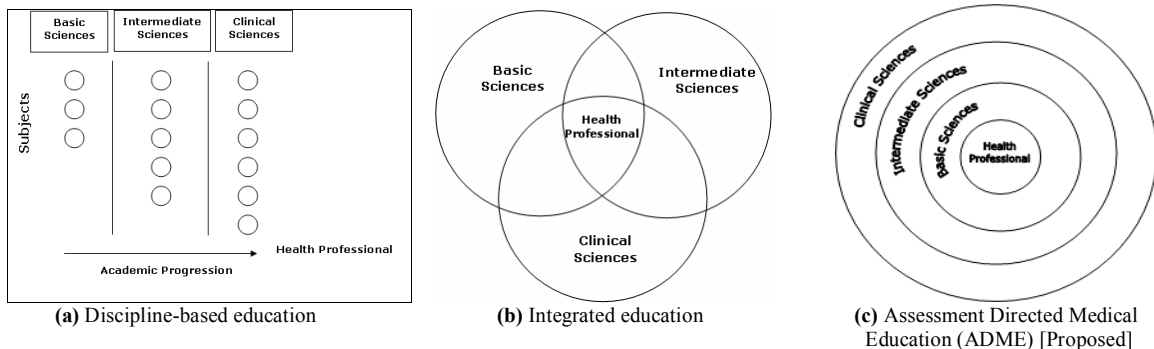 Basic
Sciences
Intermediate
Sciences
Clinical
Sciences
Subjects
Health Professional
Academic Progression
(a) Discipline-based education
Basic
Sciences
Intermediate
Sciences
Health
Professional
Clinical
Sciences
(b) Integrated education
Clinical Sciences
Intermediate Sciences
Basic Sciences
Health
Professional
(c) Assessment Directed Medical
Education (ADME) [Proposed]